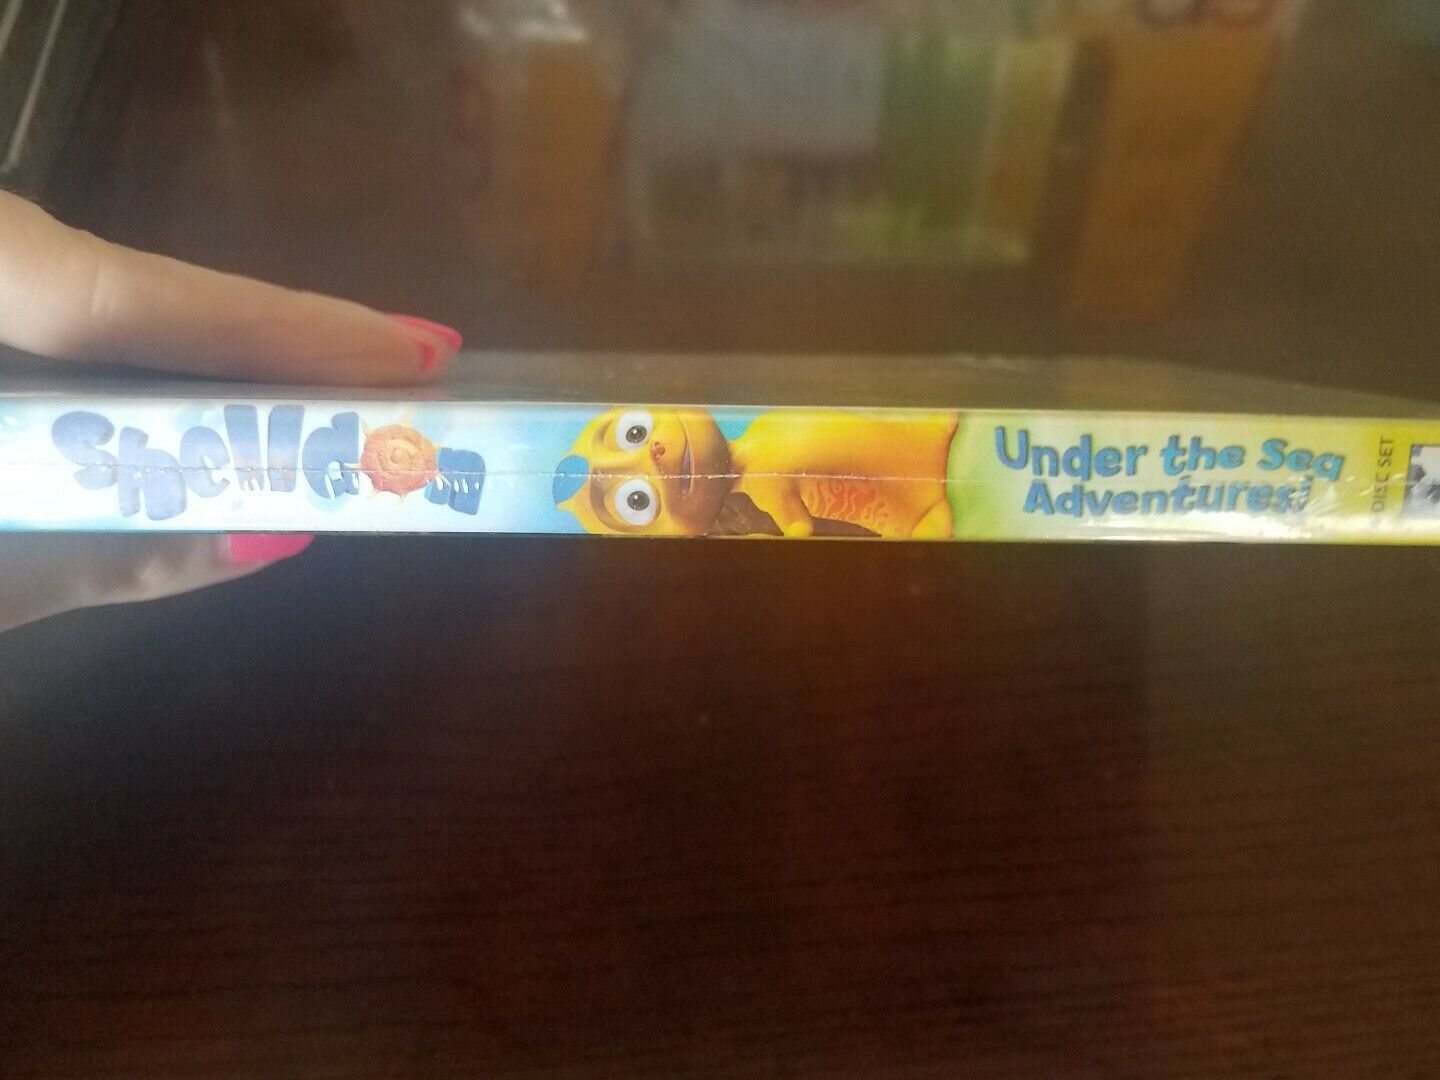 Shelldon
Under the Sea
Adventures
DISC SET